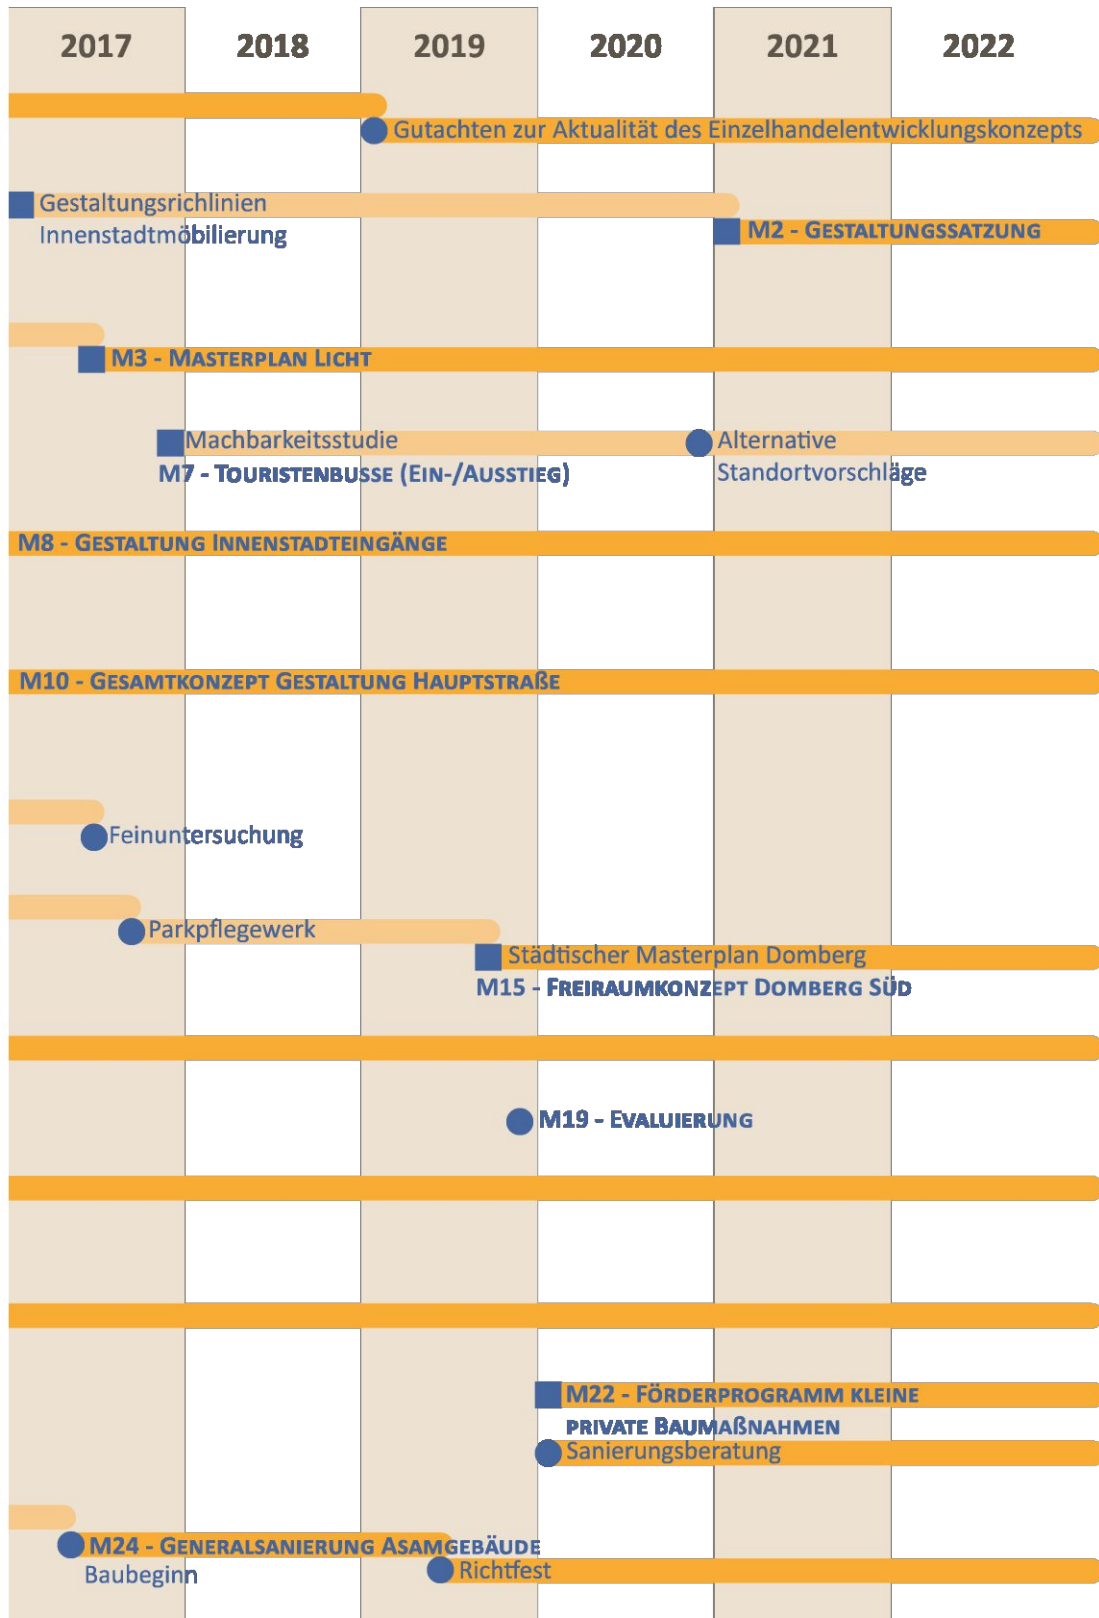 2017 2018 2019 2020 2021 2022
Gutachten zur Aktualität des Einzelhandelentwicklungskonzepts
Gestaltungsrichlinien
Innenstadtmöbilierung
M2 - GESTALTUNGSSATZUNG
M3 - MASTERPLAN LICHT
Machbarkeitsstudie
M7 - TOURISTENBUSSE (EIN-/AUSSTIEG)
Alternative
Standortvorschläge
M8 - GESTALTUNG INNENSTADTEINGÄNGE
M10 - GESAMTKONZEPT GESTALTUNG HAUPTSTRAßE
Feinuntersuchung
Parkpflegewerk
Städtischer Masterplan Domberg
M15 - FREIRAUMKONZEPT DOMBERG SÜD
M19 - EVALUIERUNG
M22 - FÖRDERPROGRAMM KLEINE
PRIVATE BAUMAßNAHMEN
Sanierungsberatung
M24 - GENERALSANIERUNG ASAMGEBÄUDE
Baubeginn
Richtfest